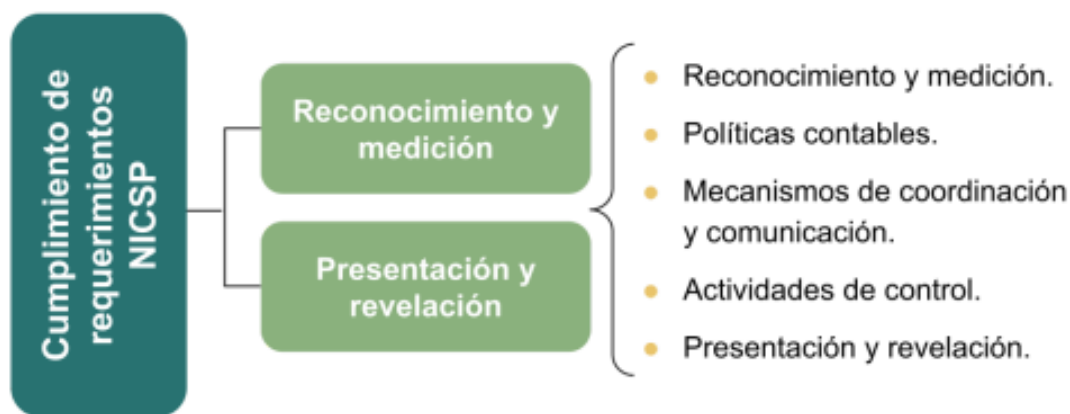 Cumplimiento de
requerimientos
NICSP
Reconocimiento y
medición
Presentación y
revelación
Reconocimiento y medición.
Políticas contables.
Mecanismos de coordinación
y comunicación.
Actividades de control.
Presentación y revelación.